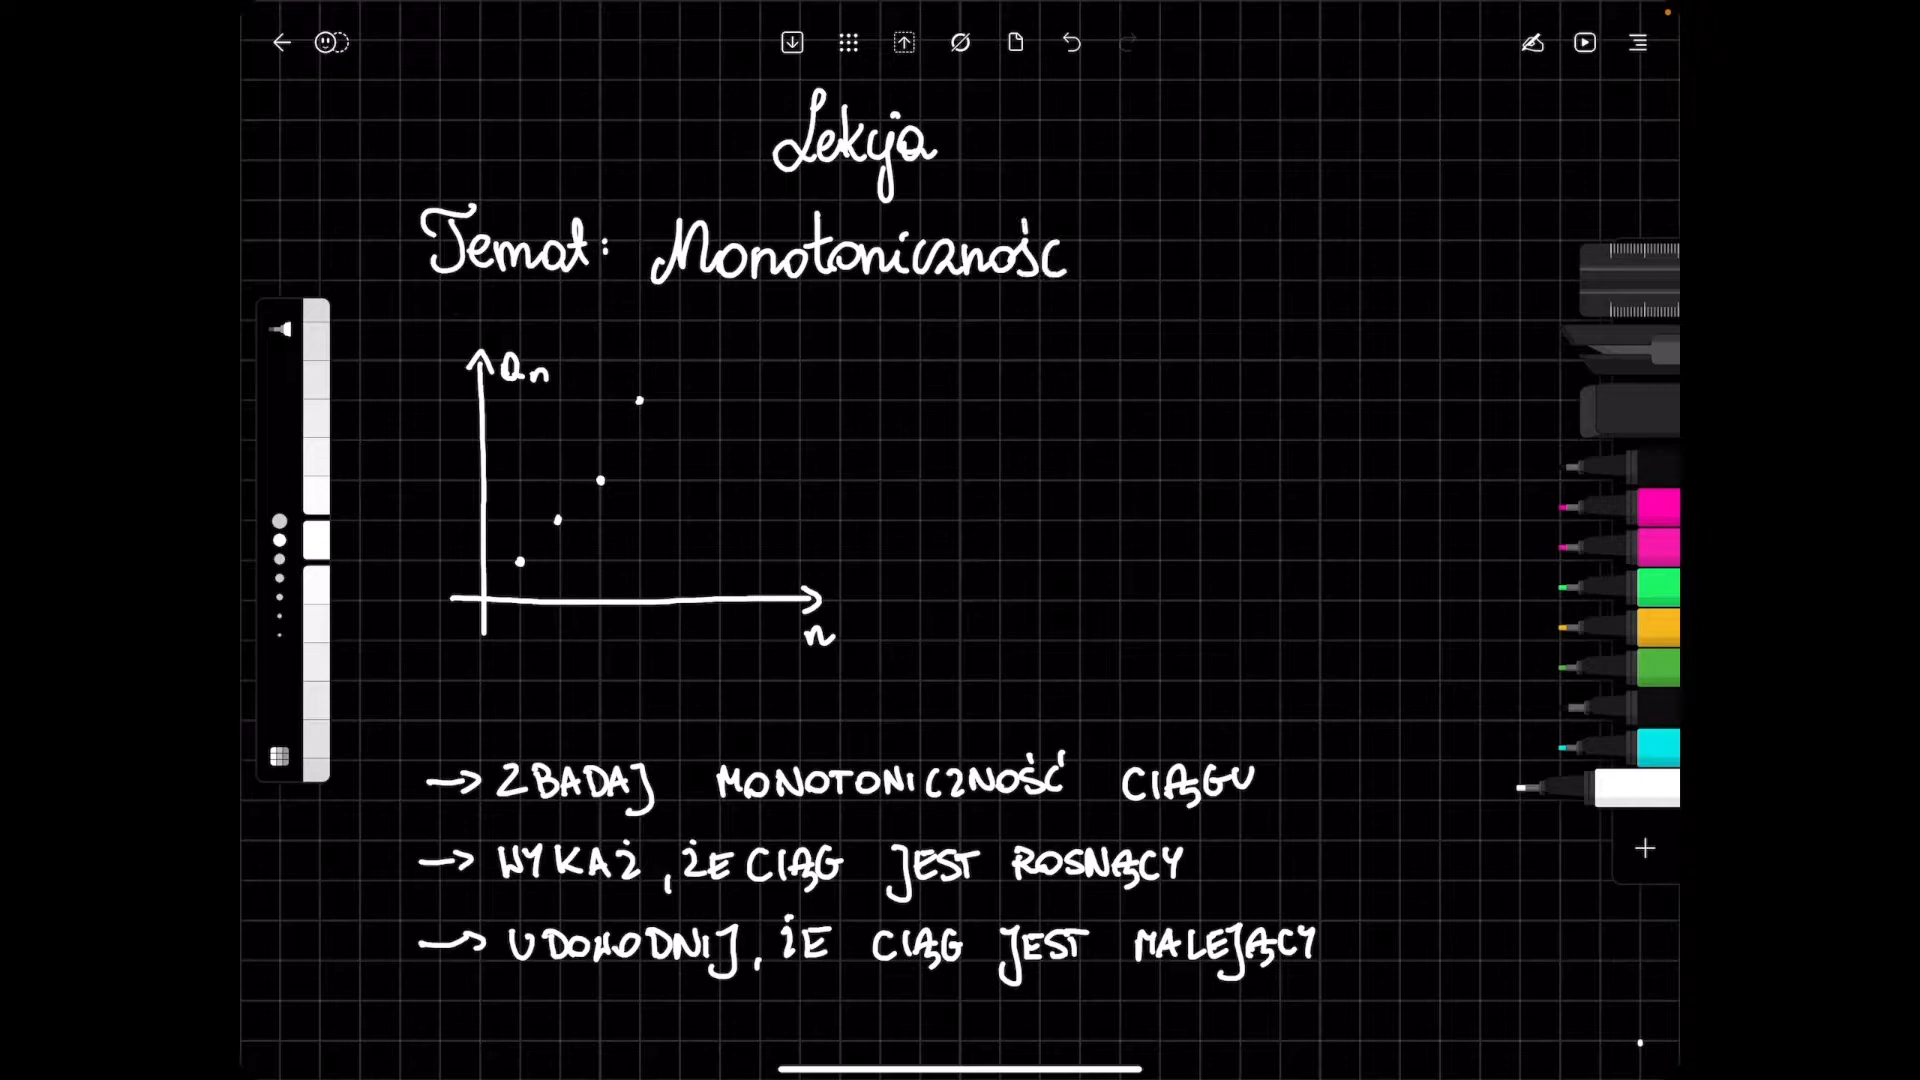 Lekcja
Temat: Monotoniczność
an
n
→ ZBADAJ MONOTONICZNOŚĆ CIĄGU
→ WYKAŻ, ŻE CIĄG JEST ROSNĄCY
→ UDOWODNIJ, ŻE CIĄG JEST MALEJĄCY